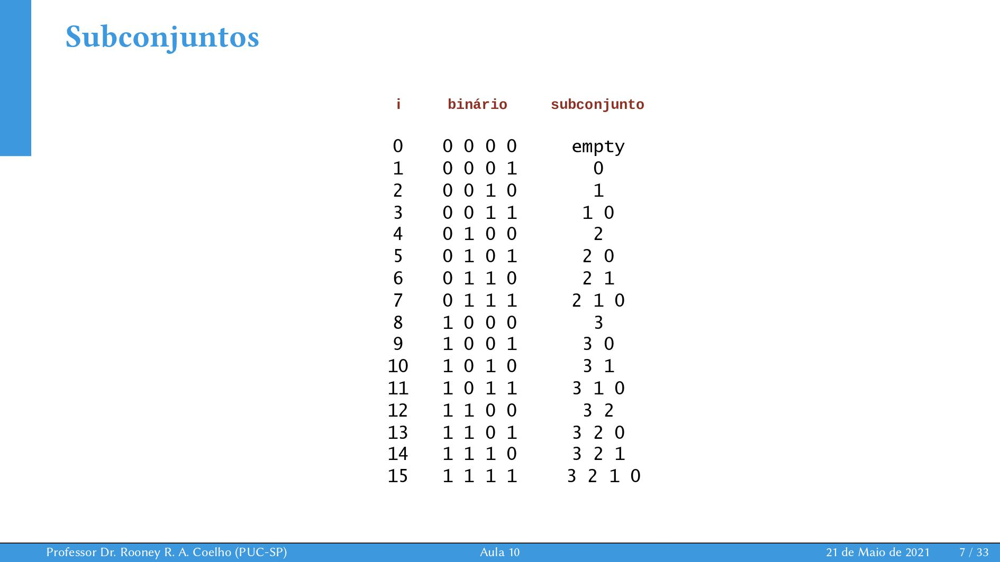 Subconjuntos
i binário subconjunto
0 0 0 0 0 empty
1 0 0 0 1 0
2 0 0 1 0 1
3 0 0 1 1 1 0
4 0 1 0 0 2
5 0 1 0 1 2 0
6 0 1 1 0 2 1
7 0 1 1 1 2 1 0
8 1 0 0 0 3
9 1 0 0 1 3 0
10 1 0 1 0 3 1
11 1 0 1 1 3 1 0
12 1 1 0 0 3 2
13 1 1 0 1 3 2 0
14 1 1 1 0 3 2 1
15 1 1 1 1 3 2 1 0
Professor Dr. Rooney R. A. Coelho (PUC-SP) Aula 10 21 de Maio de 2021 7 / 33